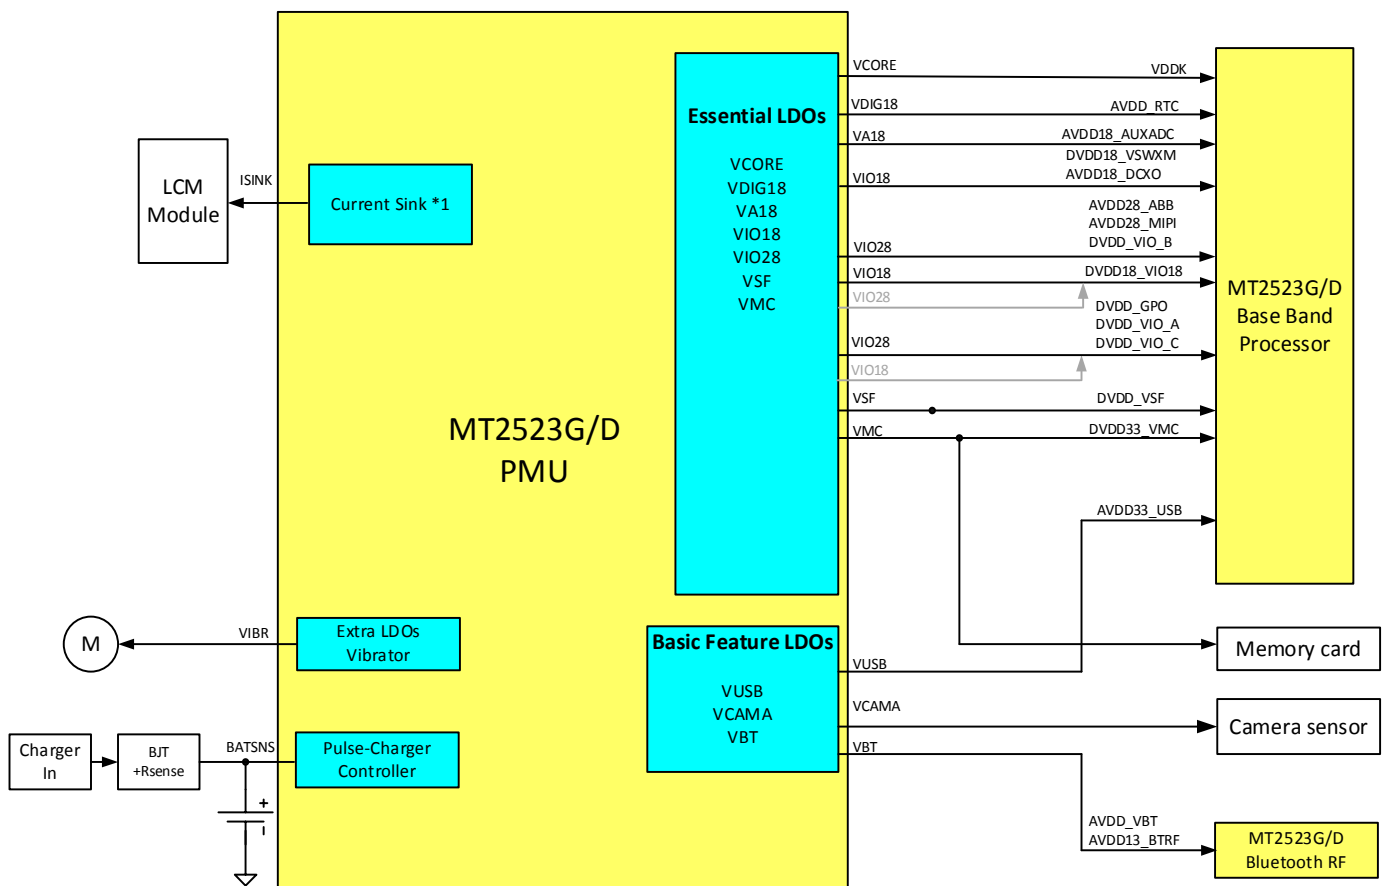 LCM
Module
ISINK
Current Sink *1
MT2523G/D
PMU
Essential LDOs
VCORE
VDIG18
VA18
VIO18
VIO28
VSF
VMC
VCORE
VDDK
VDIG18
AVDD_RTC
VA18
AVDD18_AUXADC
DVDD18_VSWXM
VIO18
AVDD18_DCXO
AVDD28_ABB
AVDD28_MIPI
VIO28
DVDD_VIO_B
VIO18
DVDD18_VIO18
VIO28
DVDD_GPO
DVDD_VIO_A
VIO28
DVDD_VIO_C
VIO18
VSF
DVDD_VSF
VMC
DVDD33_VMC
AVDD33_USB
MT2523G/D
Base Band
Processor
M
VIBR
Extra LDOs
Vibrator
Basic Feature LDOs
VUSB
VCAMA
VBT
VUSB
VCAMA
VBT
Memory card
Camera sensor
Charger
In
BJT
+Rsense
BATSNS
Pulse-Charger
Controller
+
−
AVDD_VBT
AVDD13_BTRF
MT2523G/D
Bluetooth RF